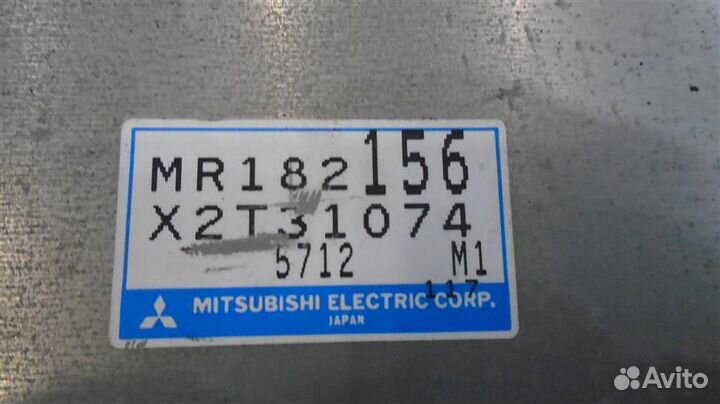 MR182156
X2T31074
5712 M1
117
MITSUBISHI ELECTRIC CORP.
JAPAN
Avito